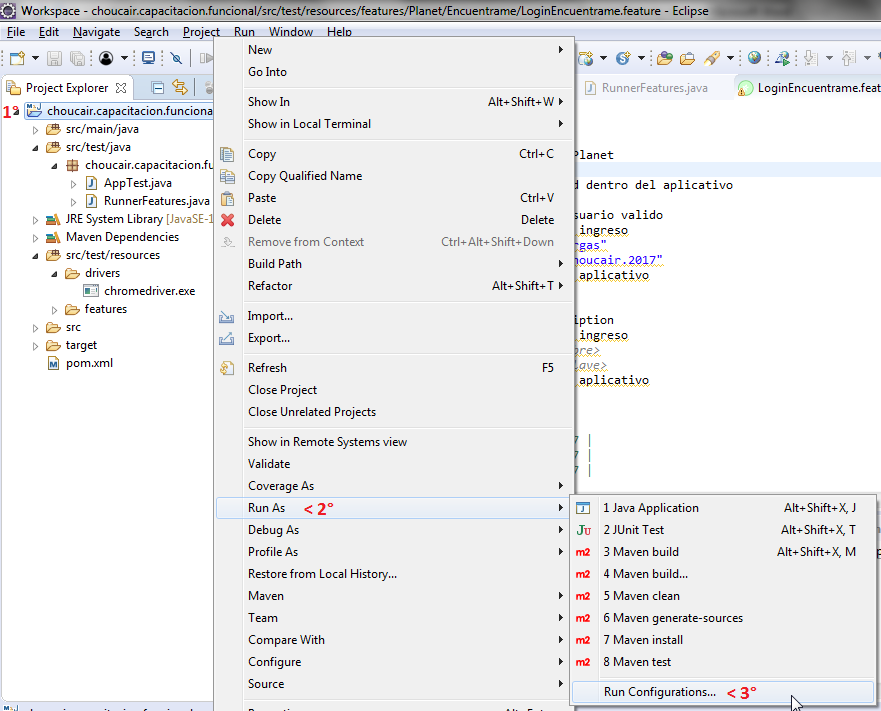 Workspace - choucair.capacitacion.funcional/src/test/resources/features/Planet/Encuentrame/LoginEncuentrame.feature - Eclipse
File Edit Navigate Search Project Run Window Help
Project Explorer
RunnerFeatures.java
LoginEncuentrame.feat
1°
choucair.capacitacion.funciona
src/main/java
src/test/java
choucair.capacitacion.fu
AppTest.java
RunnerFeatures.java
JRE System Library [JavaSE-1
Maven Dependencies
src/test/resources
drivers
chromedriver.exe
features
src
target
pom.xml
New
Go Into
Show In Alt+Shift+W
Show in Local Terminal
Copy Ctrl+C
Copy Qualified Name
Paste Ctrl+V
Delete Delete
Remove from Context Ctrl+Alt+Shift+Down
Build Path
Refactor Alt+Shift+T
Import...
Export...
Refresh F5
Close Project
Close Unrelated Projects
Show in Remote Systems view
Validate
Coverage As
Run As < 2°
Debug As
Profile As
Restore from Local History...
Maven
Team
Compare With
Configure
Source
Planet
d dentro del aplicativo
suario valido
ingreso
rgas"
houcair.2017"
aplicativo
iption
ingreso
bre>
lave>
aplicativo
7 |
7 |
7 |
1 Java Application Alt+Shift+X, J
2 JUnit Test Alt+Shift+X, T
3 Maven build Alt+Shift+X, M
4 Maven build...
5 Maven clean
6 Maven generate-sources
7 Maven install
8 Maven test
Run Configurations... < 3°